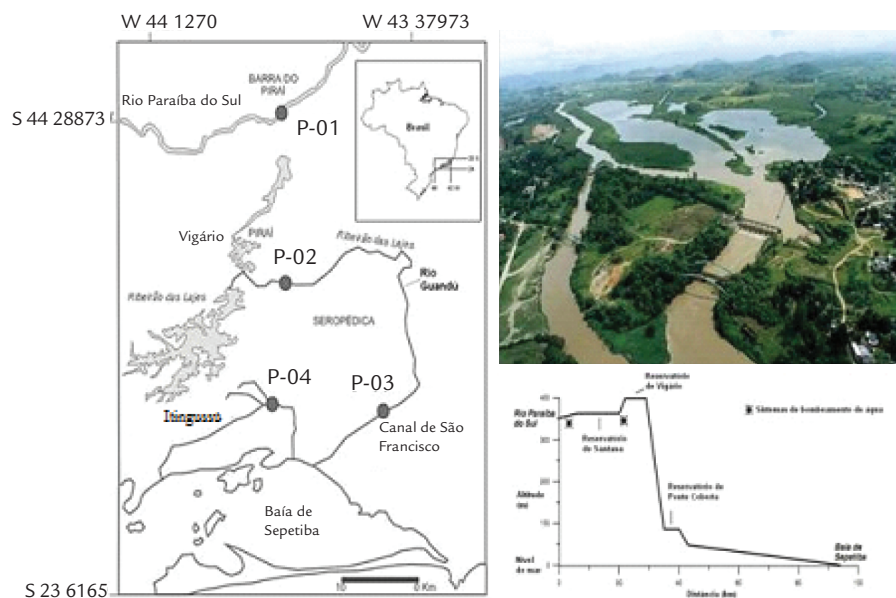 W 44 1270
W 43 37973
S 44 28873
S 23 6165
Rio Paraíba do Sul
BARRA DO
PIRAÍ
P-01
Brasil
Vigário
PIRAÍ
P-02
Ribeirão das Lajes
Rio
Guandú
Ribeirão das Lajes
SEROPÉDICA
P-04
P-03
Itinguassú
Canal de São
Francisco
Baía de
Sepetiba
10
0 Km
Reservatório
de Vigário
Rio Paraíba
do Sul
Sistemas de bombeamento de água
Reservatório
de Santana
Reservatório de
Ponte Coberta
Altitude
(m)
Baía de
Sepetiba
Nível
do mar
Distância (km)